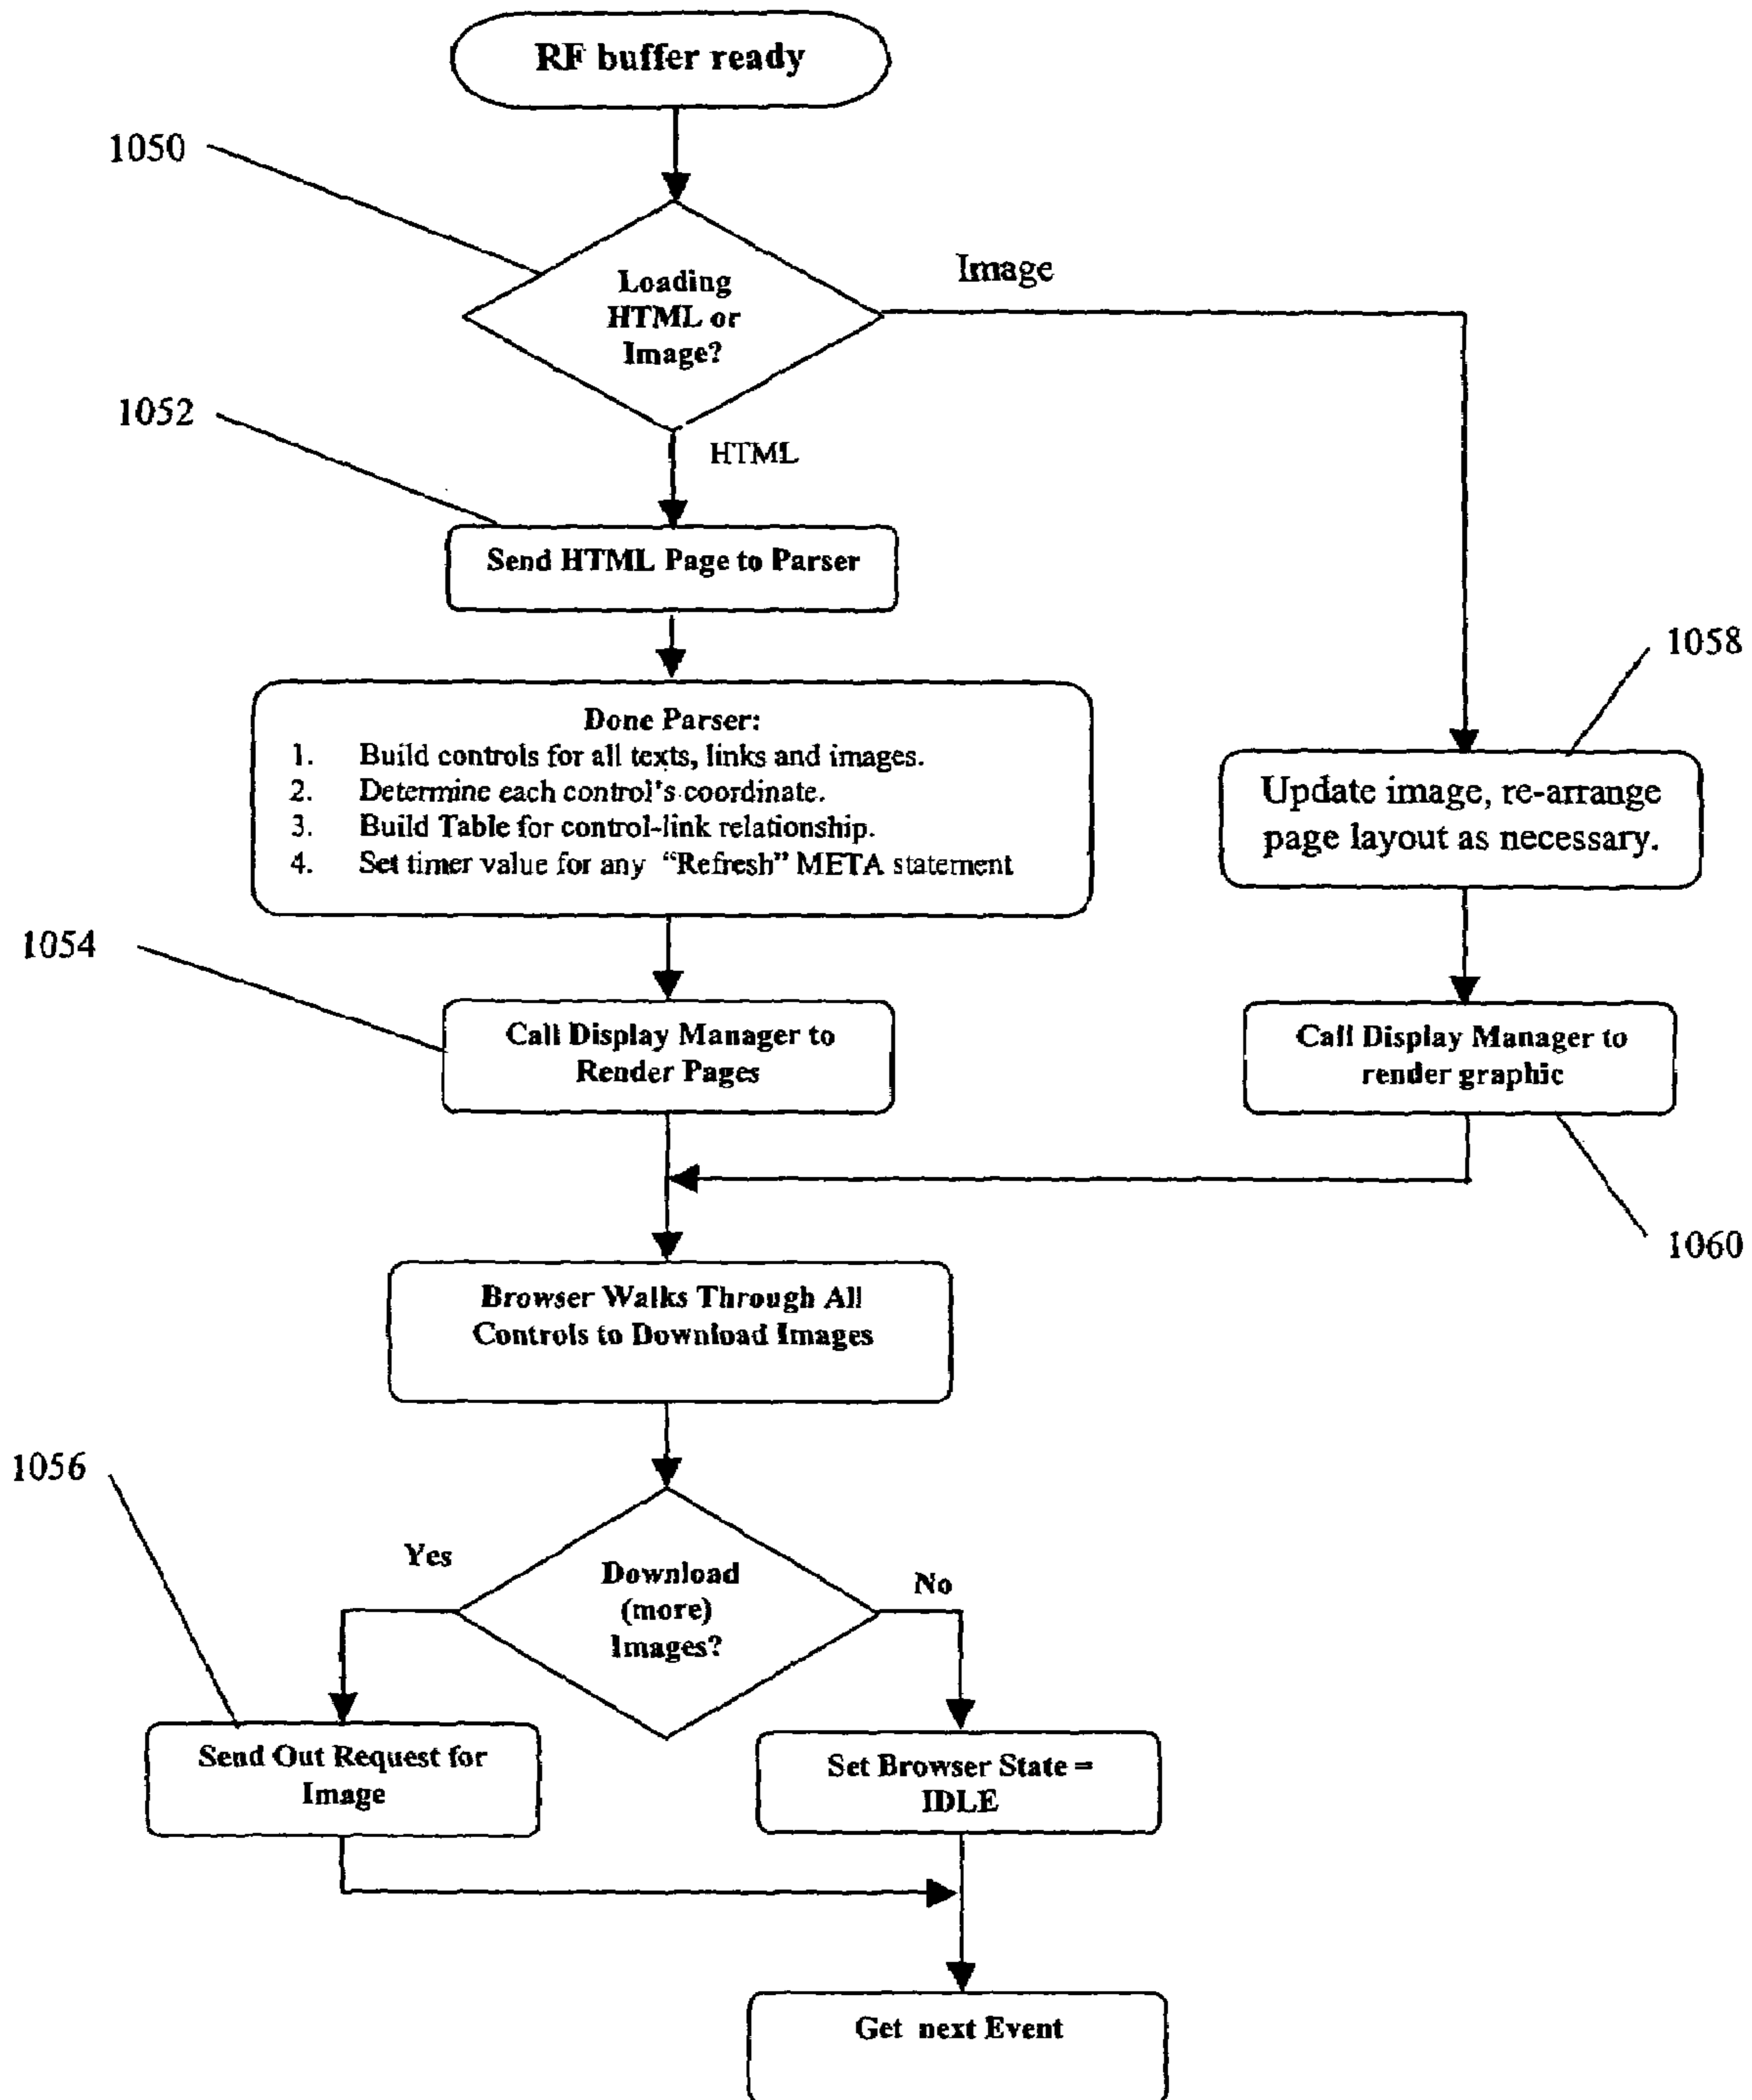 RF buffer ready
1050
Loading
HTML or
Image?
Image
1052
HTML
Send HTML Page to Parser
1058
Done Parser:
1. Build controls for all texts, links and images.
2. Determine each control's coordinate.
3. Build Table for control-link relationship.
4. Set timer value for any "Refresh" META statement
Update image, re-arrange
page layout as necessary.
1054
Call Display Manager to
Render Pages
Call Display Manager to
render graphic
1060
Browser Walks Through All
Controls to Download Images
1056
Yes
Download
(more)
Images?
No
Send Out Request for
Image
Set Browser State =
IDLE
Get next Event